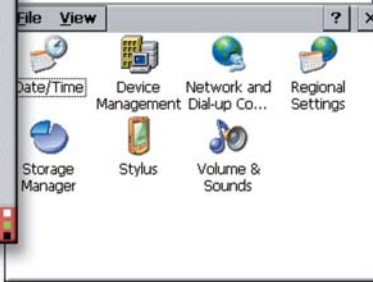 File View ? X
Date/Time Device Management Network and Dial-up Co... Regional Settings
Storage Manager Stylus Volume & Sounds